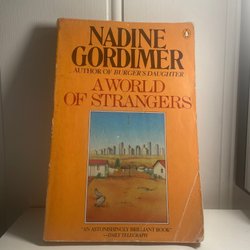 NADINE
GORDIMER
AUTHOR OF BURGER'S DAUGHTER
A WORLD
OF STRANGERS
"AN ASTONISHINGLY BRILLIANT BOOK"
—DAILY TELEGRAPH